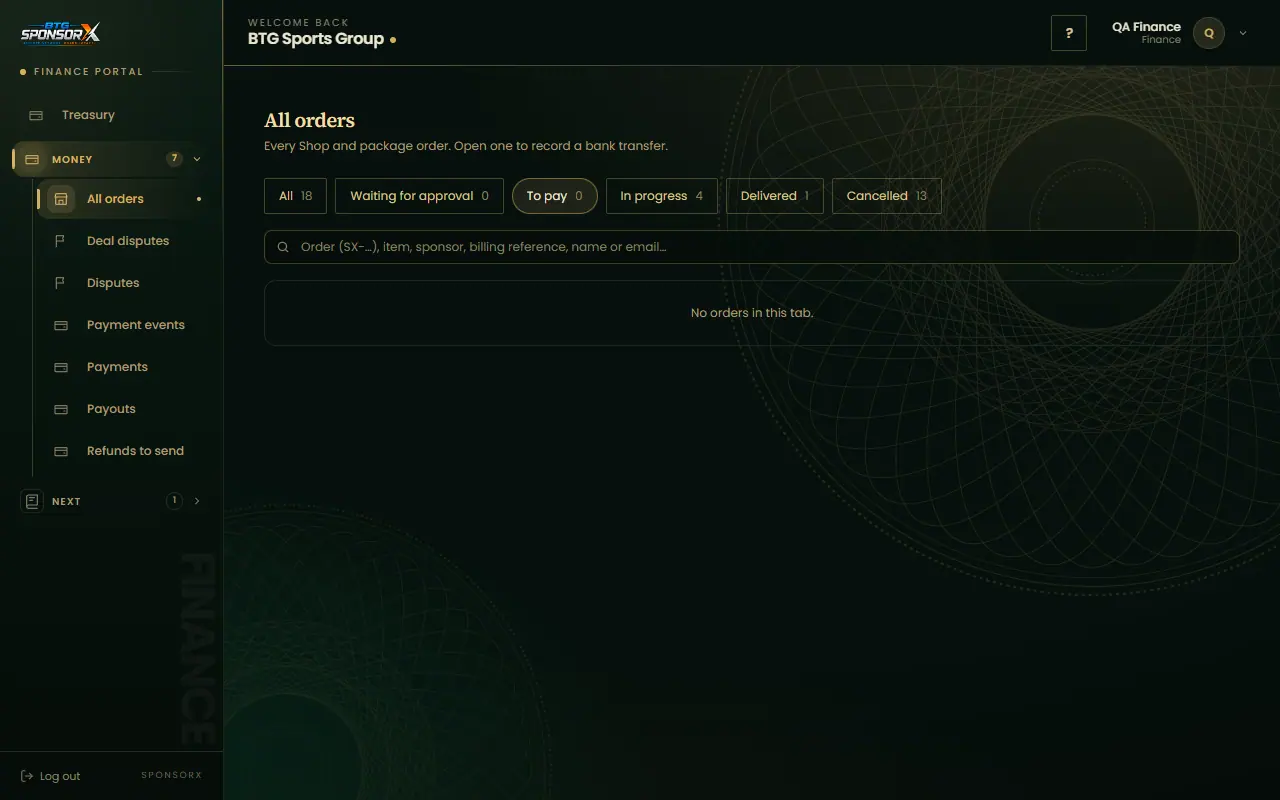 BTG
SPONSORX
FINANCE PORTAL
Treasury
MONEY 7
All orders
Deal disputes
Disputes
Payment events
Payments
Payouts
Refunds to send
NEXT 1
FINANCE
Log out SPONSORX
WELCOME BACK
BTG Sports Group
?
QA Finance
Finance
Q
All orders
Every Shop and package order. Open one to record a bank transfer.
All 18 Waiting for approval 0 To pay 0 In progress 4 Delivered 1 Cancelled 13
Order (SX-…), item, sponsor, billing reference, name or email…
No orders in this tab.